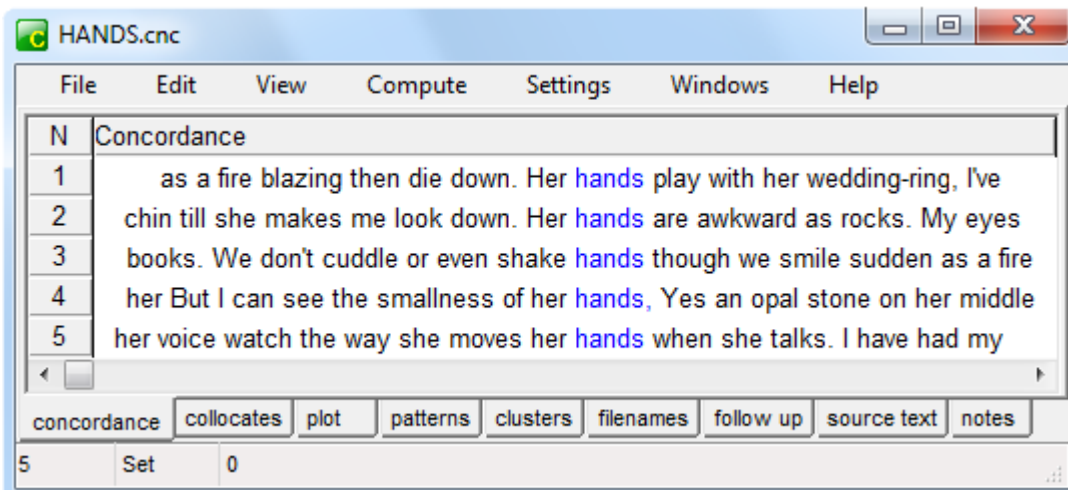 HANDS.cnc
File Edit View Compute Settings Windows Help
N Concordance
1 as a fire blazing then die down. Her hands play with her wedding-ring, I've
2 chin till she makes me look down. Her hands are awkward as rocks. My eyes
3 books. We don't cuddle or even shake hands though we smile sudden as a fire
4 her But I can see the smallness of her hands, Yes an opal stone on her middle
5 her voice watch the way she moves her hands when she talks. I have had my
concordance collocates plot patterns clusters filenames follow up source text notes
5 Set 0